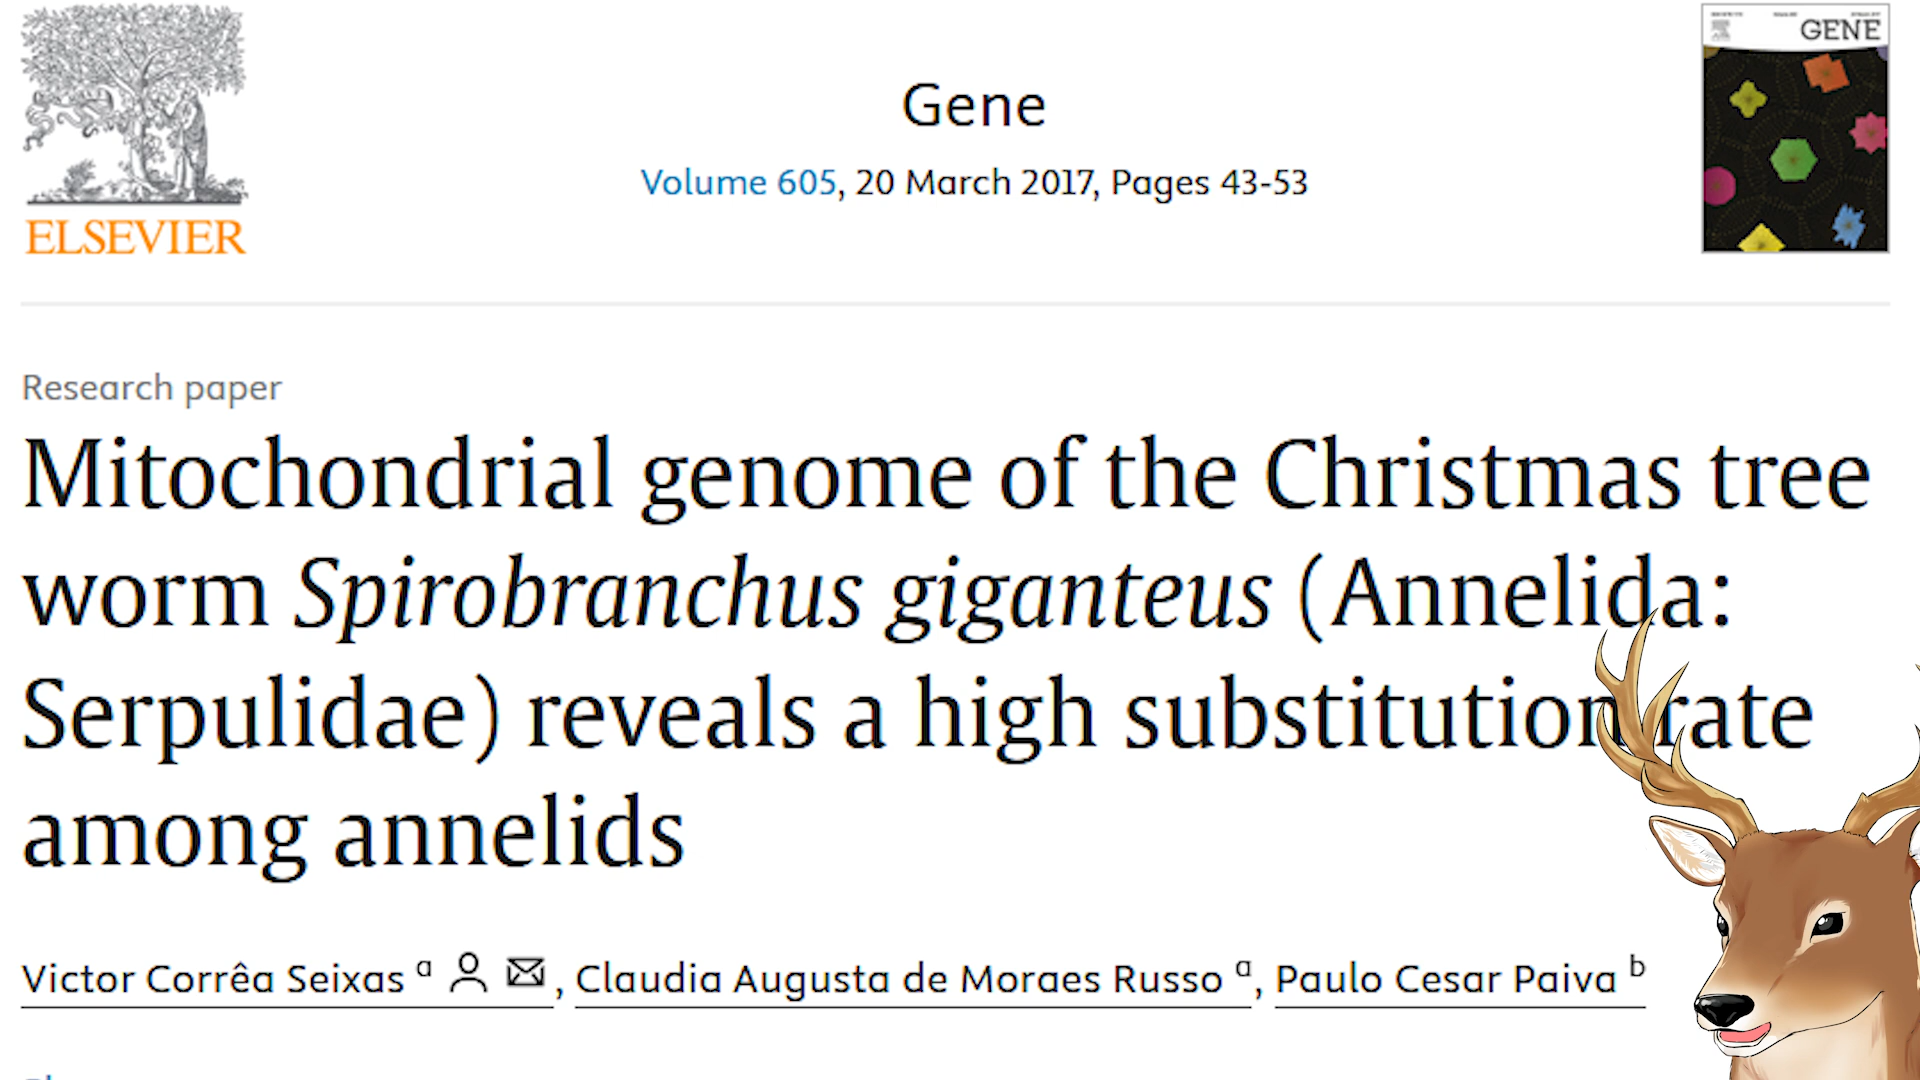 ELSEVIER
Gene
Volume 605, 20 March 2017, Pages 43-53
GENE
Research paper
Mitochondrial genome of the Christmas tree
worm Spirobranchus giganteus (Annelida:
Serpulidae) reveals a high substitution rate
among annelids
Victor Corrêa Seixas a, Claudia Augusta de Moraes Russo a, Paulo Cesar Paiva b